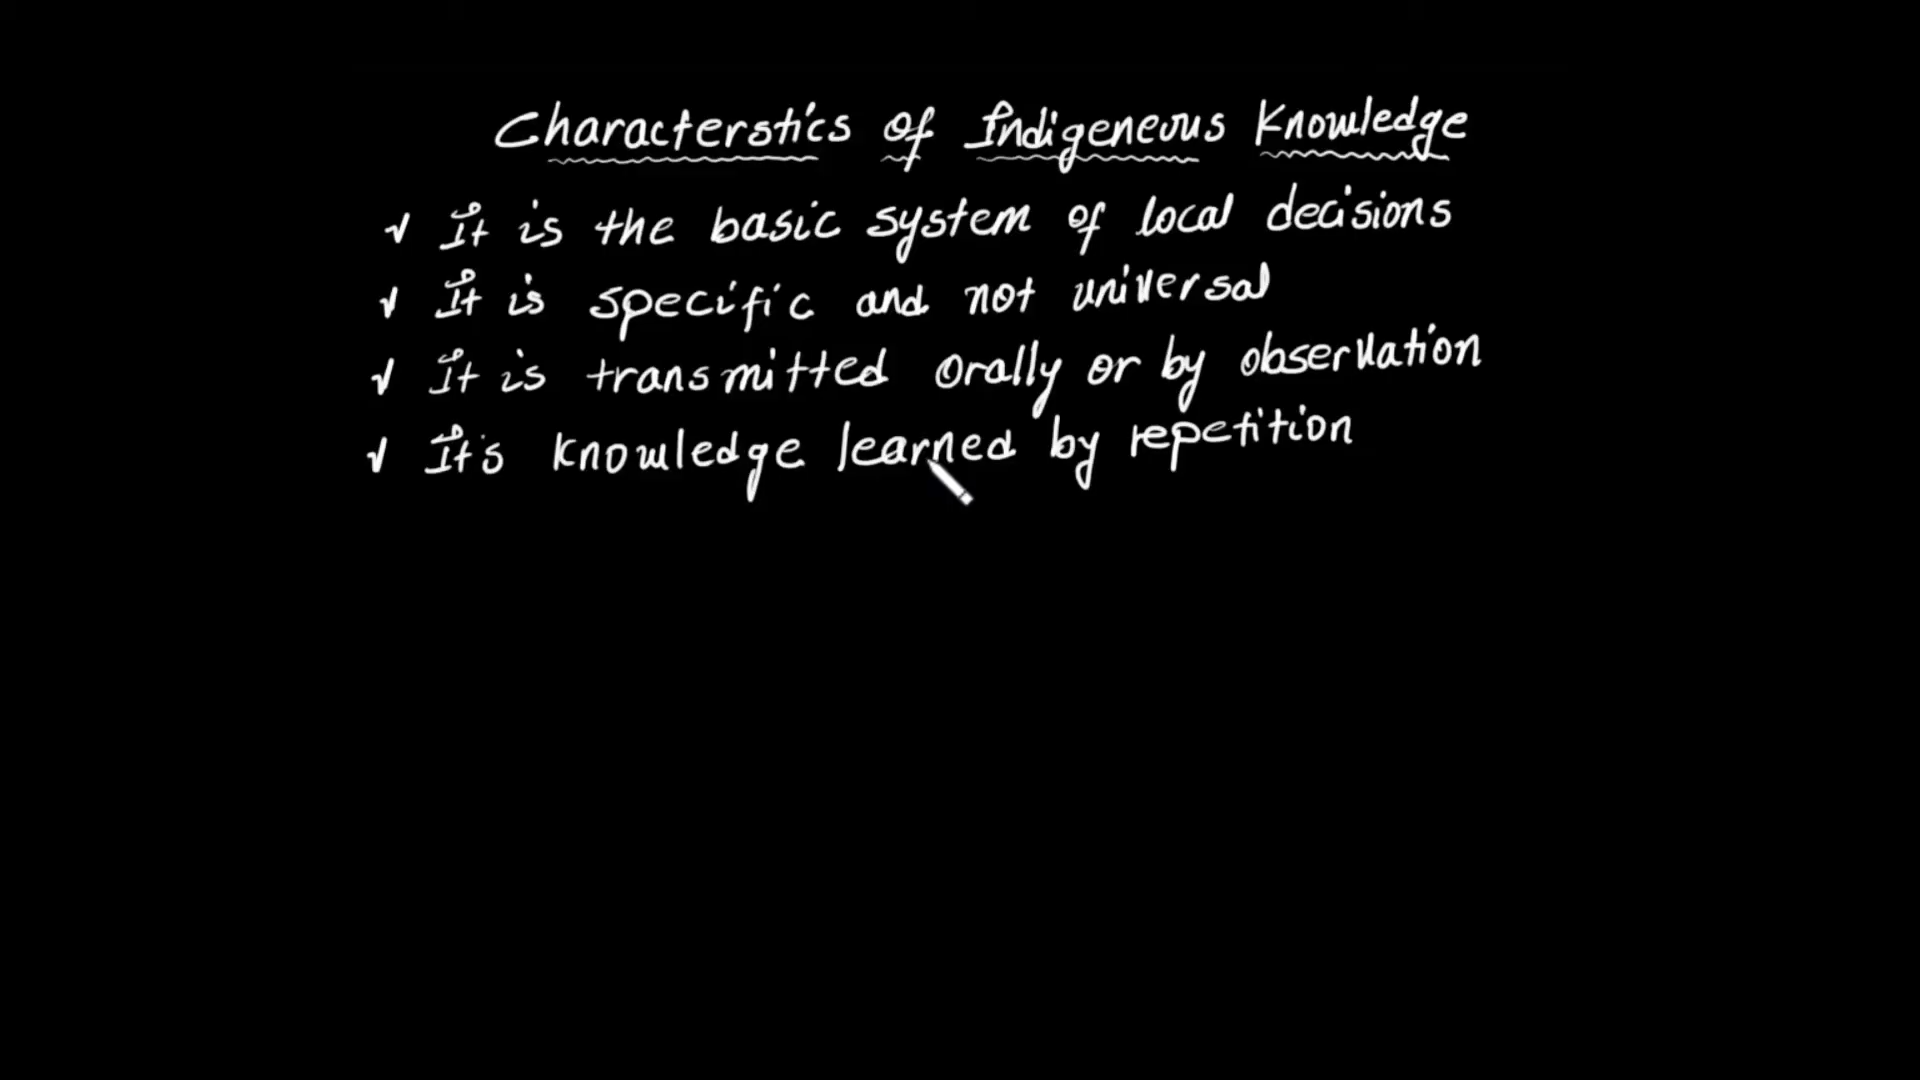 Characterstics of Indigeneous Knowledge
✓ It is the basic system of local decisions
✓ It is specific and not universal
✓ It is transmitted orally or by observation
✓ It's knowledge learned by repetition